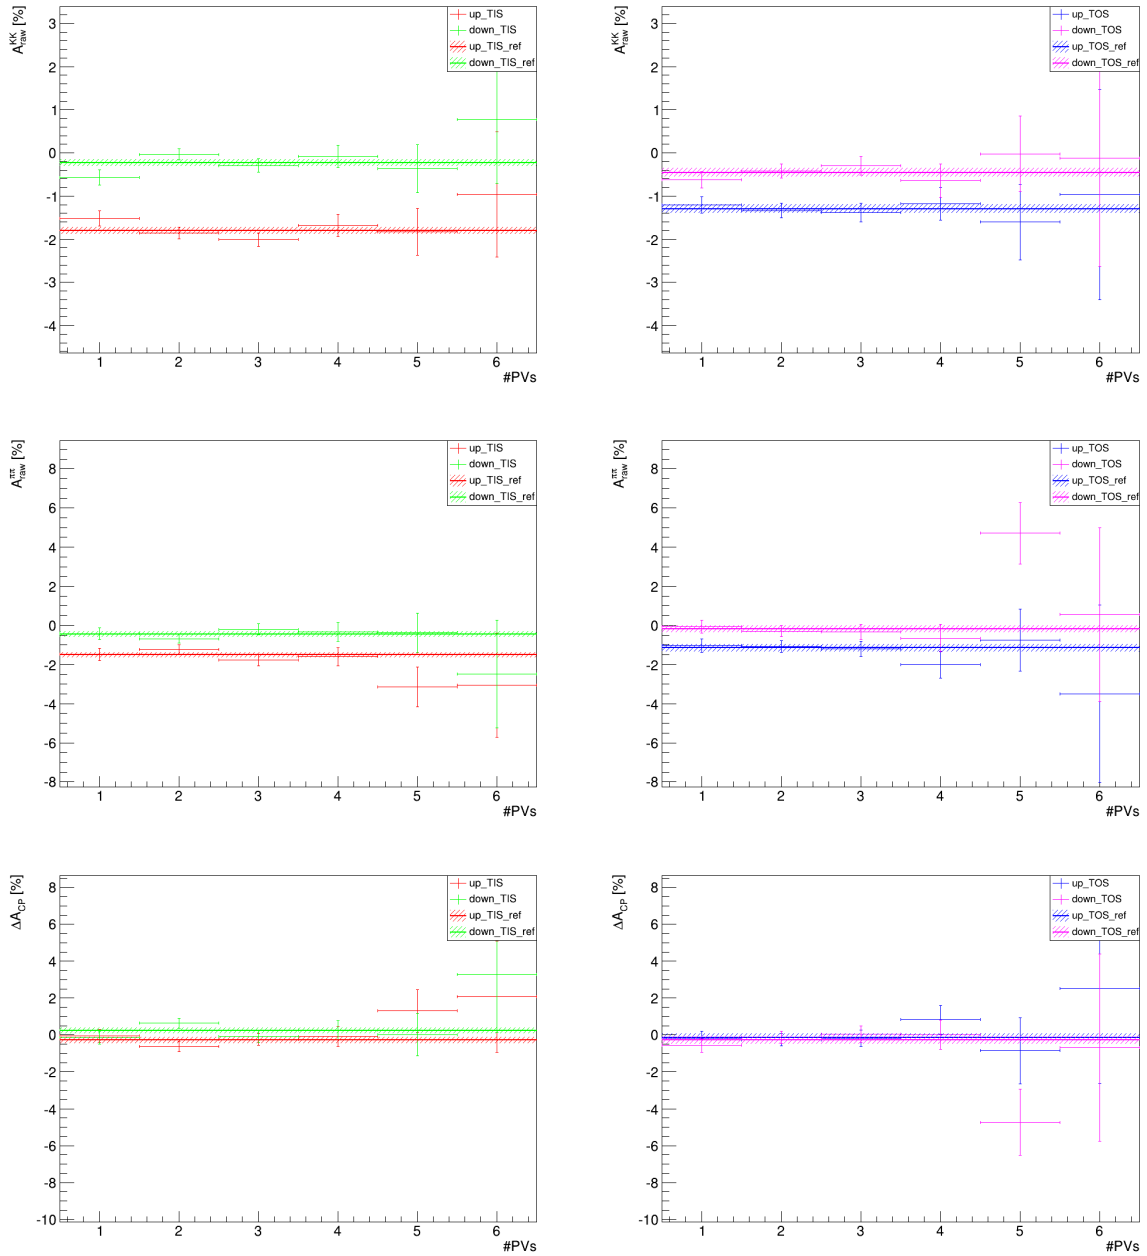 A_raw^KK [%]
3
2
1
0
-1
-2
-3
-4
up_TIS
down_TIS
up_TIS_ref
down_TIS_ref
1 2 3 4 5 6
#PVs
A_raw^KK [%]
3
2
1
0
-1
-2
-3
-4
up_TOS
down_TOS
up_TOS_ref
down_TOS_ref
1 2 3 4 5 6
#PVs
A_raw^ππ [%]
8
6
4
2
0
-2
-4
-6
-8
up_TIS
down_TIS
up_TIS_ref
down_TIS_ref
1 2 3 4 5 6
#PVs
A_raw^ππ [%]
8
6
4
2
0
-2
-4
-6
-8
up_TOS
down_TOS
up_TOS_ref
down_TOS_ref
1 2 3 4 5 6
#PVs
ΔA_CP [%]
8
6
4
2
0
-2
-4
-6
-8
-10
up_TIS
down_TIS
up_TIS_ref
down_TIS_ref
1 2 3 4 5 6
#PVs
ΔA_CP [%]
8
6
4
2
0
-2
-4
-6
-8
-10
up_TOS
down_TOS
up_TOS_ref
down_TOS_ref
1 2 3 4 5 6
#PVs